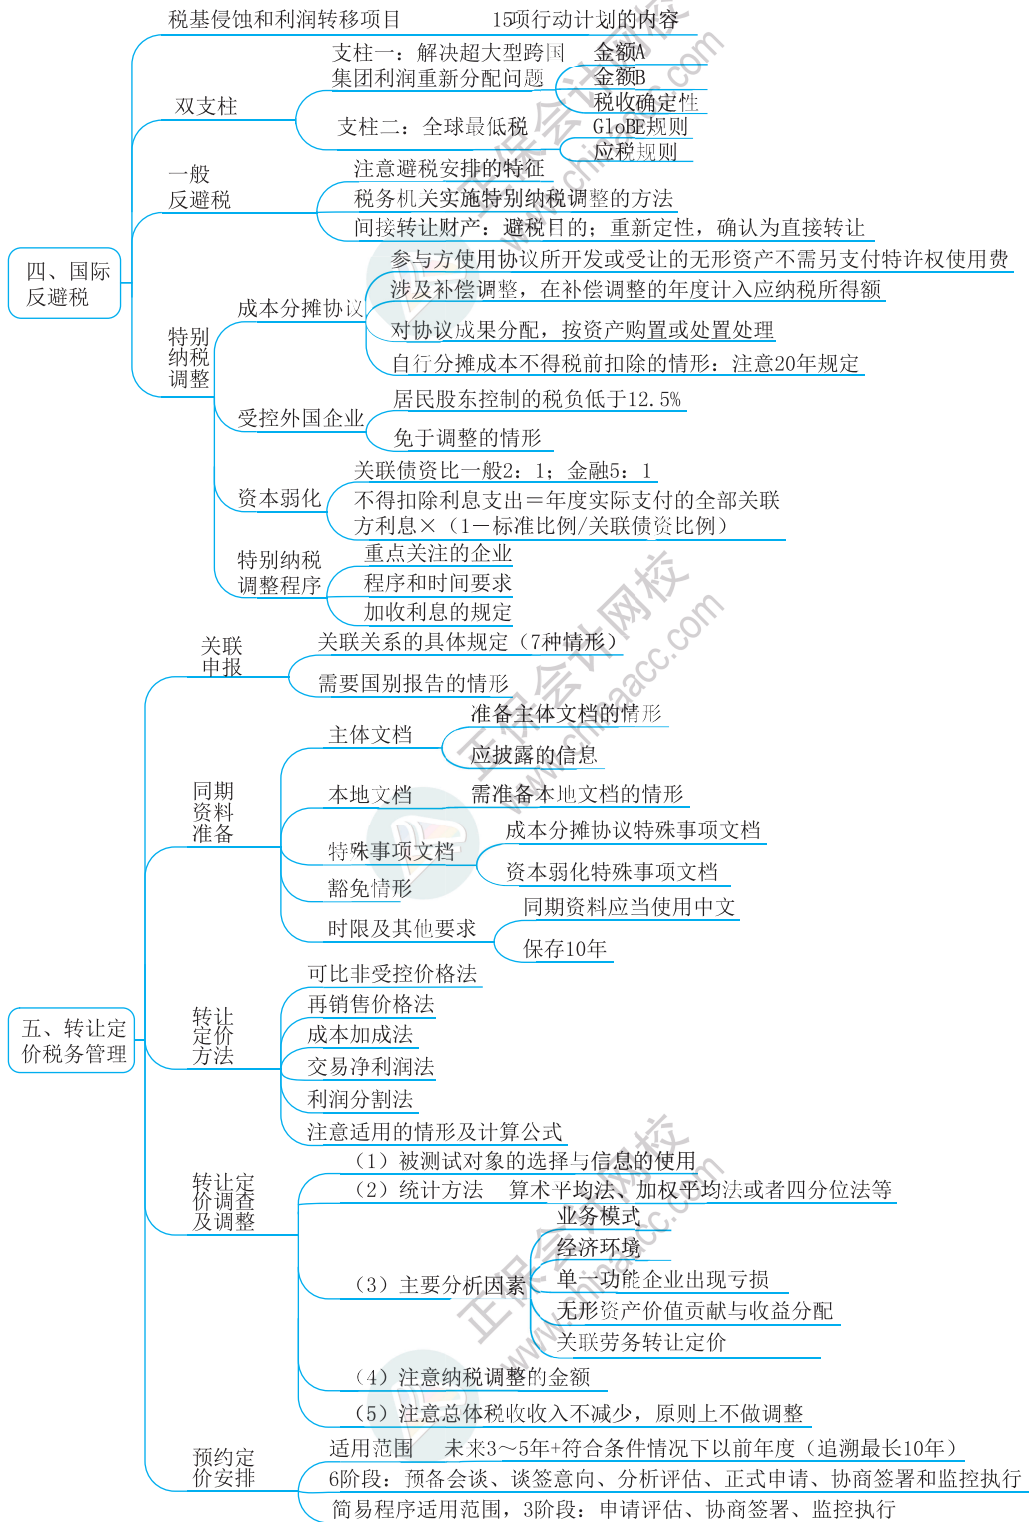 税基侵蚀和利润转移项目 15项行动计划的内容
支柱一：解决超大型跨国
集团利润重新分配问题
金额A
金额B
税收确定性
双支柱
支柱二：全球最低税
GloBE规则
应税规则
一般
反避税
注意避税安排的特征
税务机关实施特别纳税调整的方法
间接转让财产：避税目的；重新定性，确认为直接转让
四、国际
反避税
特别
纳税
调整
成本分摊协议
参与方使用协议所开发或受让的无形资产不需另支付特许权使用费
涉及补偿调整，在补偿调整的年度计入应纳税所得额
对协议成果分配，按资产购置或处置处理
自行分摊成本不得税前扣除的情形：注意20年规定
受控外国企业
居民股东控制的税负低于12.5%
免于调整的情形
资本弱化
关联债资比一般2：1；金融5：1
不得扣除利息支出＝年度实际支付的全部关联
方利息×（1－标准比例/关联债资比例）
特别纳税
调整程序
重点关注的企业
程序和时间要求
加收利息的规定
关联
申报
关联关系的具体规定（7种情形）
需要国别报告的情形
同期
资料
准备
主体文档
准备主体文档的情形
应披露的信息
本地文档
需准备本地文档的情形
特殊事项文档
成本分摊协议特殊事项文档
资本弱化特殊事项文档
豁免情形
时限及其他要求
同期资料应当使用中文
保存10年
五、转让定
价税务管理
转让
定价
方法
可比非受控价格法
再销售价格法
成本加成法
交易净利润法
利润分割法
注意适用的情形及计算公式
转让定
价调查
及调整
（1）被测试对象的选择与信息的使用
（2）统计方法 算术平均法、加权平均法或者四分位法等
（3）主要分析因素
业务模式
经济环境
单一功能企业出现亏损
无形资产价值贡献与收益分配
关联劳务转让定价
（4）注意纳税调整的金额
（5）注意总体税收收入不减少，原则上不做调整
预约定
价安排
适用范围 未来3～5年+符合条件情况下以前年度（追溯最长10年）
6阶段：预备会谈、谈签意向、分析评估、正式申请、协商签署和监控执行
简易程序适用范围，3阶段：申请评估、协商签署、监控执行
正保会计网校
www.chinaacc.com
正保会计网校
www.chinaacc.com
正保会计网校
www.chinaacc.com